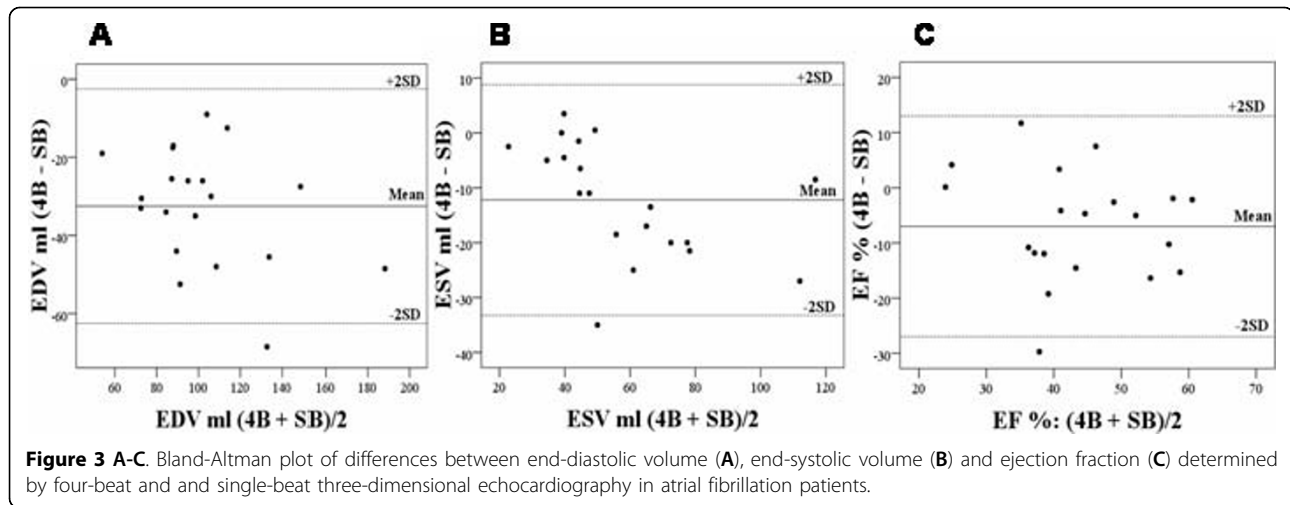 A
B
C
EDV ml (4B - SB)
0
-20
-40
-60
+2SD
Mean
-2SD
60 80 100 120 140 160 180 200
EDV ml (4B + SB)/2
ESV ml (4B - SB)
10
0
-10
-20
-30
-40
+2SD
Mean
-2SD
20 40 60 80 100 120
ESV ml (4B + SB)/2
EF % (4B - SB)
20
10
0
-10
-20
-30
+2SD
Mean
-2SD
20 30 40 50 60 70
EF %: (4B + SB)/2
Figure 3 A-C. Bland-Altman plot of differences between end-diastolic volume (A), end-systolic volume (B) and ejection fraction (C) determined
by four-beat and and single-beat three-dimensional echocardiography in atrial fibrillation patients.